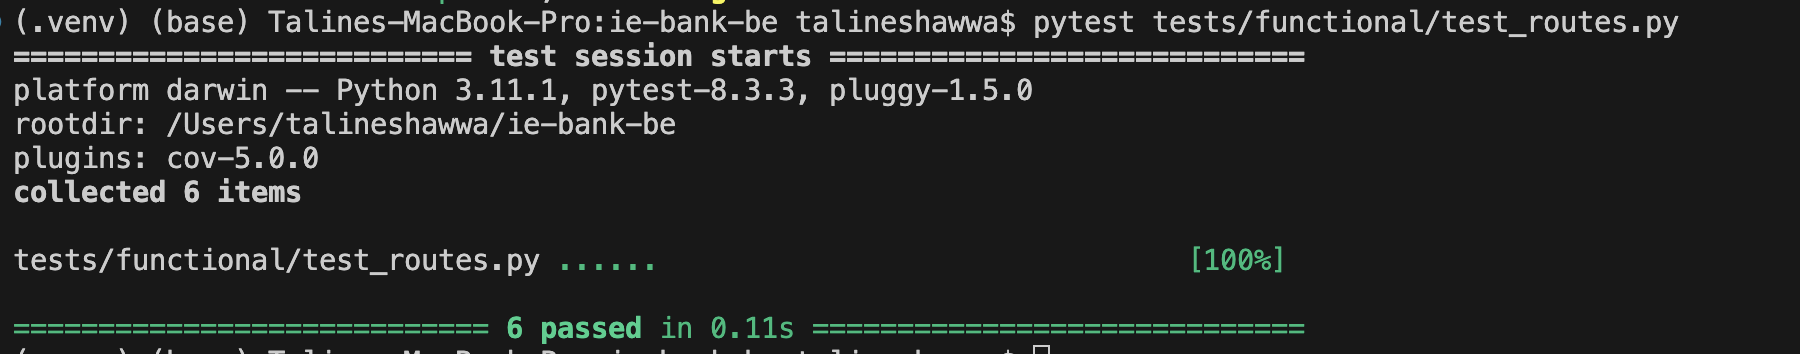 (.venv) (base) Talines-MacBook-Pro:ie-bank-be talineshawwa$ pytest tests/functional/test_routes.py
=========================== test session starts ============================
platform darwin -- Python 3.11.1, pytest-8.3.3, pluggy-1.5.0
rootdir: /Users/talineshawwa/ie-bank-be
plugins: cov-5.0.0
collected 6 items
tests/functional/test_routes.py ...... [100%]
============================ 6 passed in 0.11s =============================